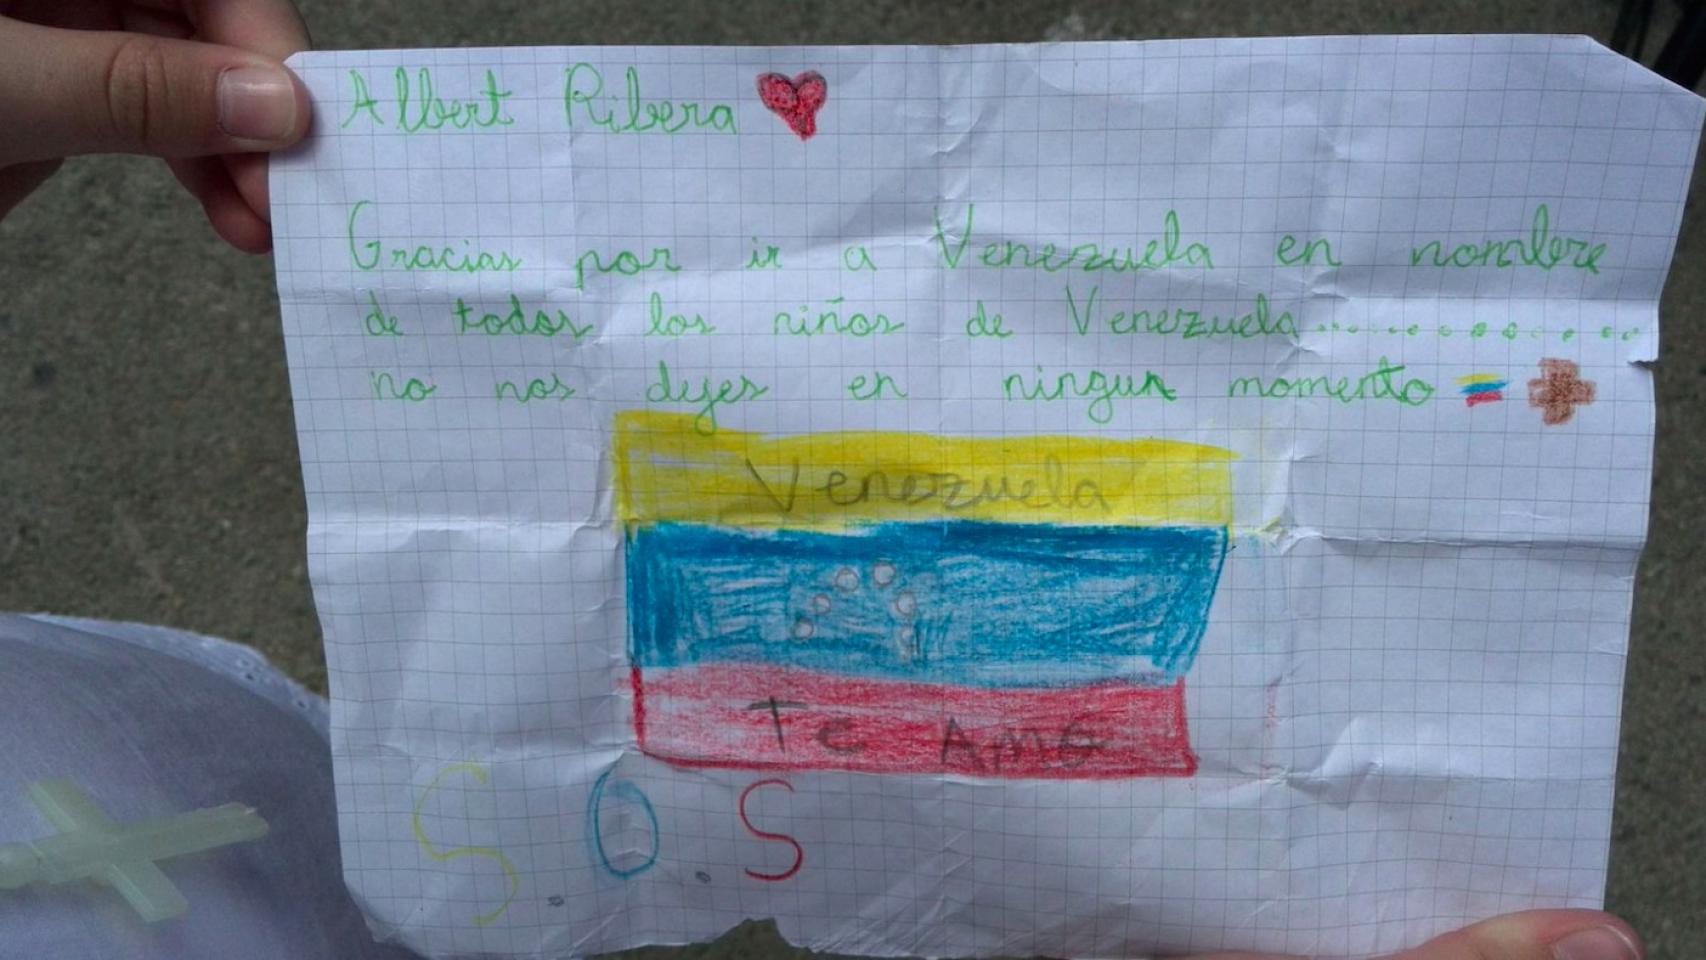 Albert Ribera
Gracias por ir a Venezuela en nombre
de todos los niños de Venezuela..............
no nos dejes en ningun momento
Venezuela
Te Amo
S.O.S